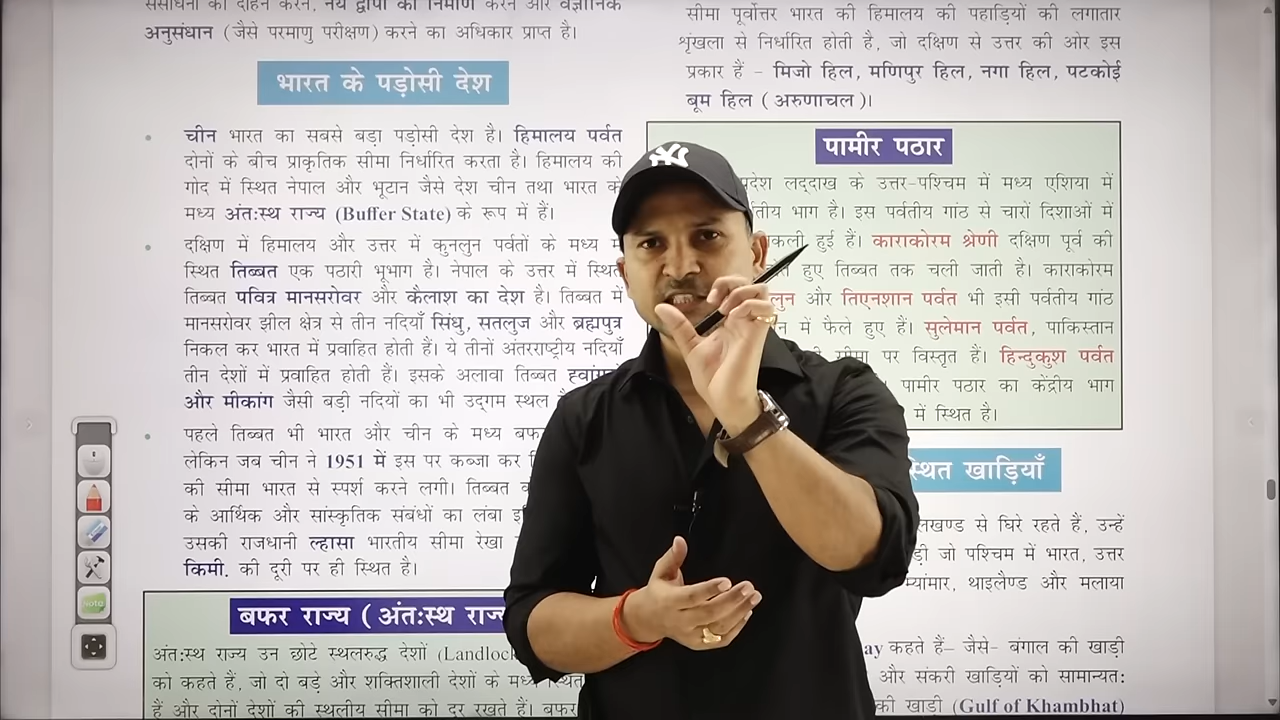 संसाधनों का दोहन करने, नये द्वीपों का निर्माण करने और वैज्ञानिक
अनुसंधान (जैसे परमाणु परीक्षण) करने का अधिकार प्राप्त है।
भारत के पड़ोसी देश
• चीन भारत का सबसे बड़ा पड़ोसी देश है। हिमालय पर्वत
दोनों के बीच प्राकृतिक सीमा निर्धारित करता है। हिमालय की
गोद में स्थित नेपाल और भूटान जैसे देश चीन तथा भारत के
मध्य अंत:स्थ राज्य (Buffer State) के रूप में हैं।
• दक्षिण में हिमालय और उत्तर में कुनलुन पर्वतों के मध्य में
स्थित तिब्बत एक पठारी भूभाग है। नेपाल के उत्तर में स्थित
तिब्बत पवित्र मानसरोवर और कैलाश का देश है। तिब्बत में
मानसरोवर झील क्षेत्र से तीन नदियाँ सिंधु, सतलुज और ब्रह्मपुत्र
निकल कर भारत में प्रवाहित होती हैं। ये तीनों अंतरराष्ट्रीय नदियाँ
तीन देशों में प्रवाहित होती हैं। इसके अलावा तिब्बत
और मीकांग जैसी बड़ी नदियों का भी उद्गम स्थल
• पहले तिब्बत भी भारत और चीन के मध्य
लेकिन जब चीन ने 1951 में इस पर कब्जा कर
की सीमा भारत से स्पर्श करने लगी। तिब्बत
के आर्थिक और सांस्कृतिक संबंधों का लंबा
उसकी राजधानी ल्हासा भारतीय सीमा रेखा
किमी. की दूरी पर ही स्थित है।
बफर राज्य (अंत:स्थ
अंत:स्थ राज्य उन छोटे स्थलरुद्ध देशों
को कहते हैं, जो दो बड़े और शक्तिशाली देशों के मध्य स्थित
हैं और दोनों देशों की स्थलीय सीमा को दूर रखते हैं। बफर
सीमा पूर्वोत्तर भारत की हिमालय की पहाड़ियों की लगातार
शृंखला से निर्धारित होती है, जो दक्षिण से उत्तर की ओर इस
प्रकार हैं – मिजो हिल, मणिपुर हिल, नगा हिल, पटकोई
बूम हिल (अरुणाचल)।
पामीर पठार
लद्दाख के उत्तर-पश्चिम में मध्य एशिया में
भाग है। इस पर्वतीय गांठ से चारों दिशाओं में
हुई हैं। काराकोरम श्रेणी दक्षिण पूर्व की
हुए तिब्बत तक चली जाती है। काराकोरम
और तिएनशान पर्वत भी इसी पर्वतीय गांठ
में फैले हुए हैं। सुलेमान पर्वत, पाकिस्तान
सीमा पर विस्तृत है। हिन्दुकुश पर्वत
पामीर पठार का केंद्रीय भाग
में स्थित है।
खाड़ियाँ
से घिरे रहते हैं, उन्हें
जो पश्चिम में भारत, उत्तर
म्यांमार, थाइलैण्ड और मलाया
कहते हैं– जैसे- बंगाल की खाड़ी
और संकरी खाड़ियों को सामान्यत:
की खाड़ी (Gulf of Khambhat)
NY
Note